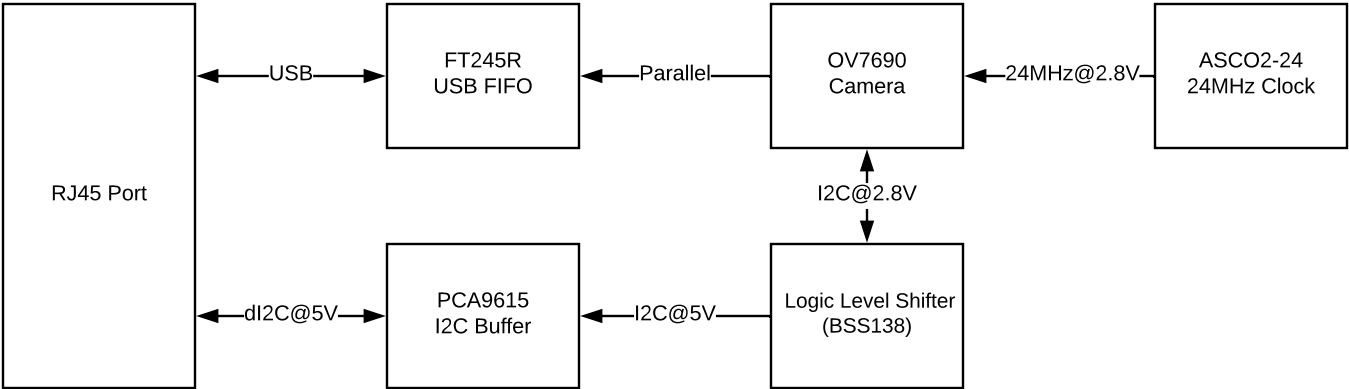 RJ45 Port
USB
FT245R
USB FIFO
Parallel
OV7690
Camera
24MHz@2.8V
ASCO2-24
24MHz Clock
I2C@2.8V
dI2C@5V
PCA9615
I2C Buffer
I2C@5V
Logic Level Shifter
(BSS138)